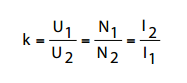 k = U₁/U₂ = N₁/N₂ = I₂/I₁